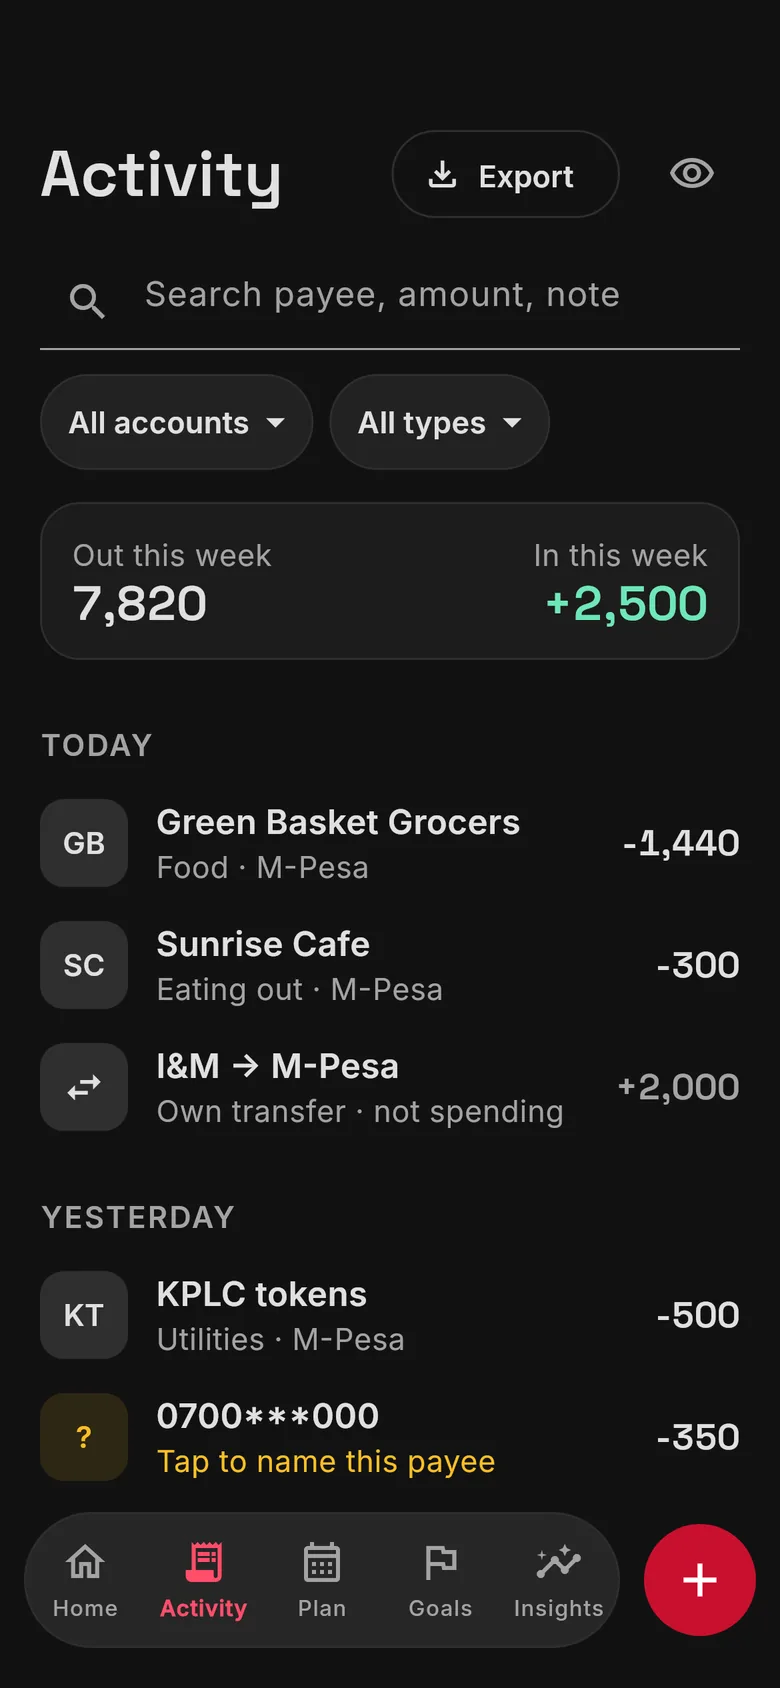 Activity
Export
Search payee, amount, note
All accounts
All types
Out this week
In this week
7,820
+2,500
TODAY
GB
Green Basket Grocers
Food · M-Pesa
-1,440
SC
Sunrise Cafe
Eating out · M-Pesa
-300
I&M → M-Pesa
Own transfer · not spending
+2,000
YESTERDAY
KT
KPLC tokens
Utilities · M-Pesa
-500
?
0700***000
Tap to name this payee
-350
Home
Activity
Plan
Goals
Insights
+